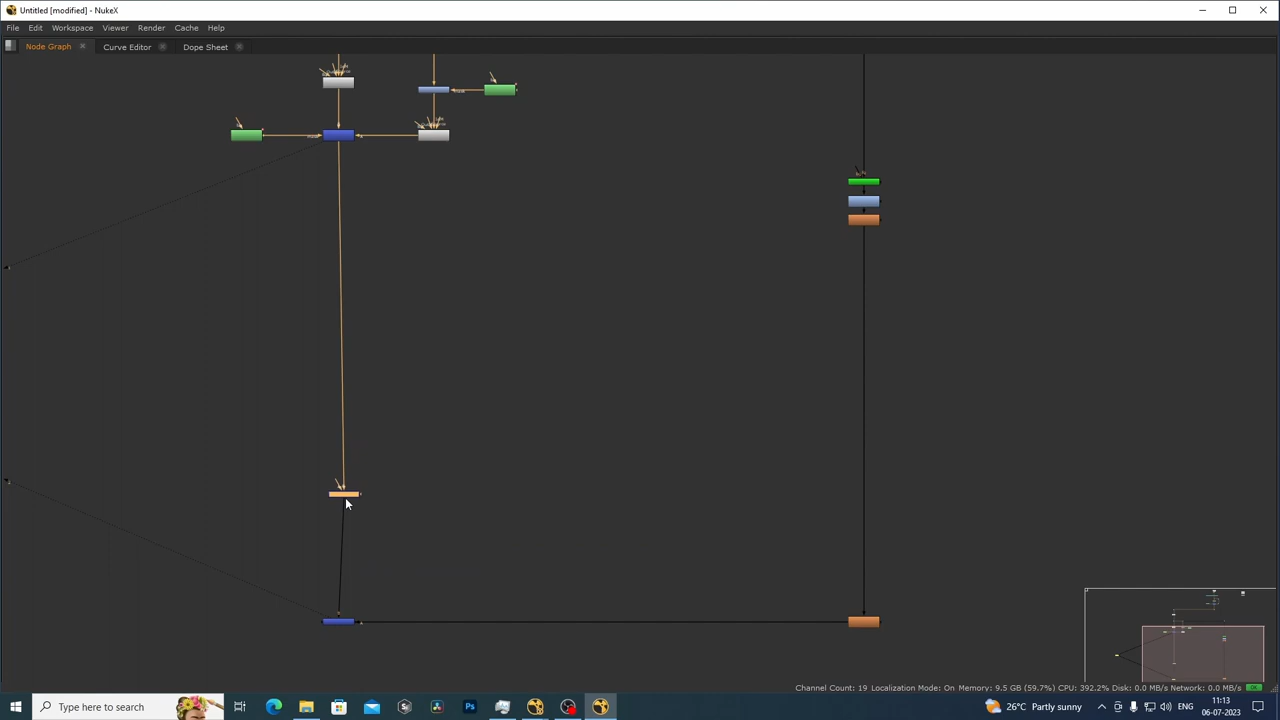 Untitled [modified] - NukeX
File Edit Workspace Viewer Render Cache Help
Node Graph Curve Editor Dope Sheet
Channel Count: 19 Localization Mode: On Memory: 9.5 GB (59.7%) CPU: 392.2% Disk: 0.0 MB/s Network: 0.0 MB/s
Type here to search
26°C Partly sunny
ENG
11:13
06-07-2023